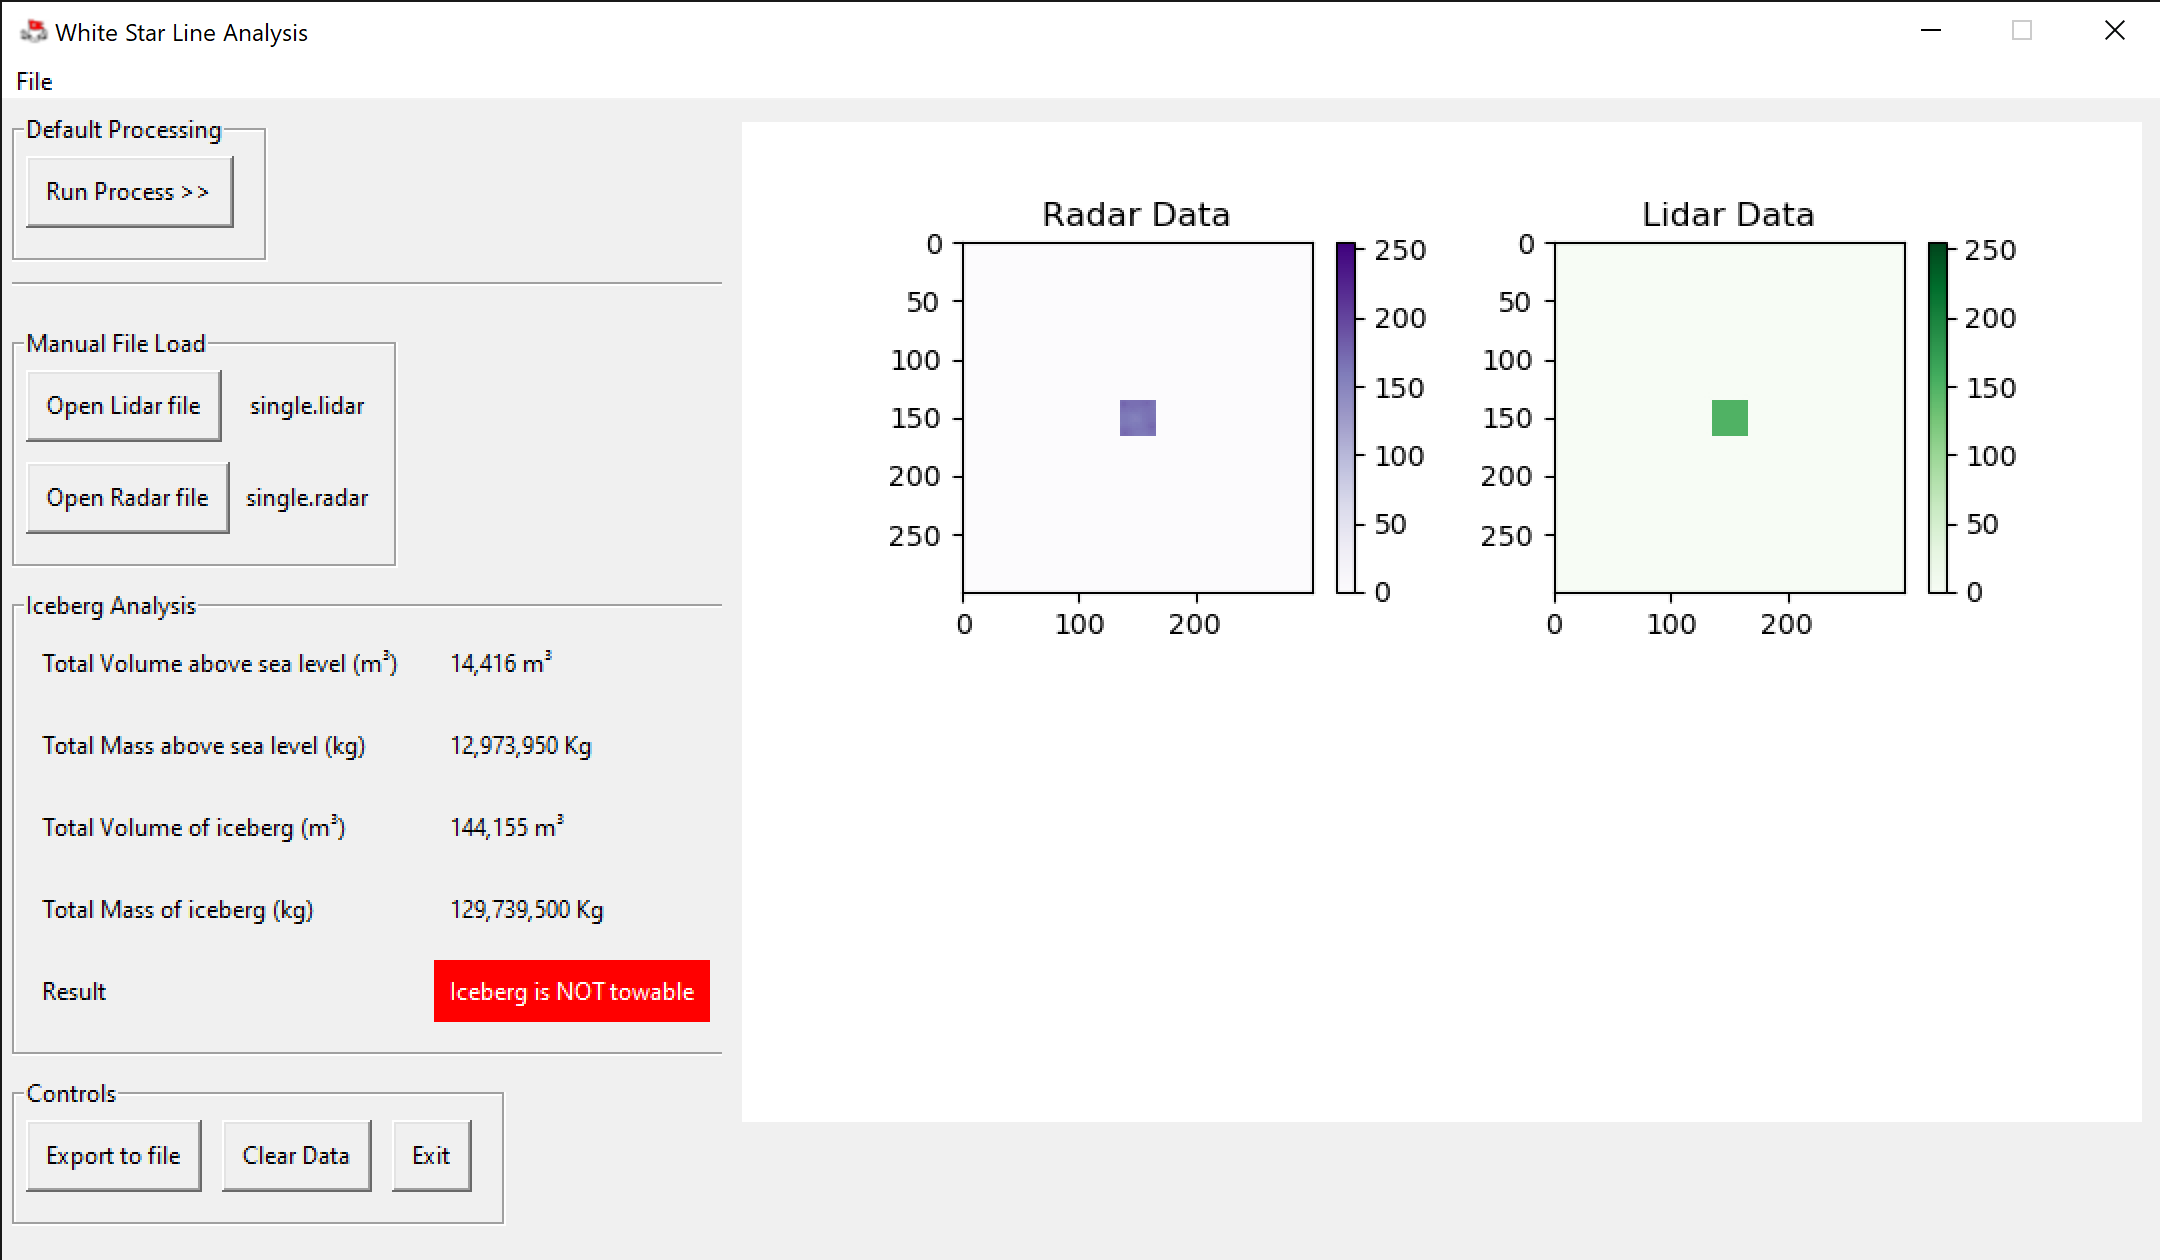 White Star Line Analysis
File
Default Processing
Run Process >>
Manual File Load
Open Lidar file single.lidar
Open Radar file single.radar
Iceberg Analysis
Total Volume above sea level (m³) 14,416 m³
Total Mass above sea level (kg) 12,973,950 Kg
Total Volume of iceberg (m³) 144,155 m³
Total Mass of iceberg (kg) 129,739,500 Kg
Result Iceberg is NOT towable
Controls
Export to file Clear Data Exit
Radar Data
0
50
100
150
200
250
0 100 200
250
200
150
100
50
0
Lidar Data
0
50
100
150
200
250
0 100 200
250
200
150
100
50
0